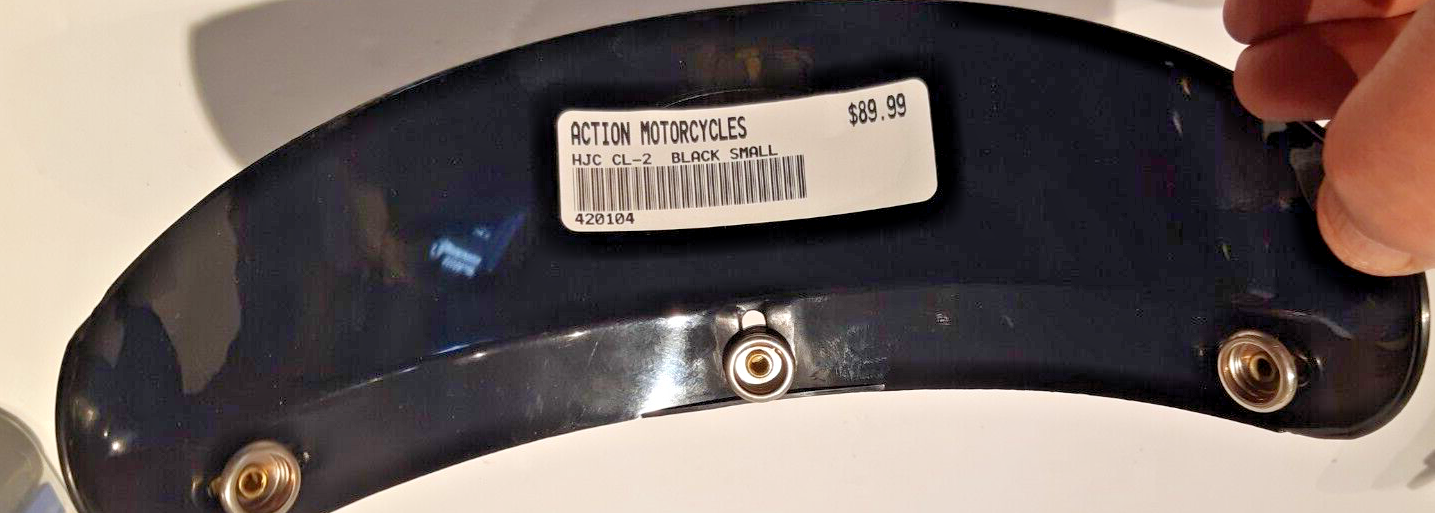 ACTION MOTORCYCLES $89.99
HJC CL-2 BLACK SMALL
420104